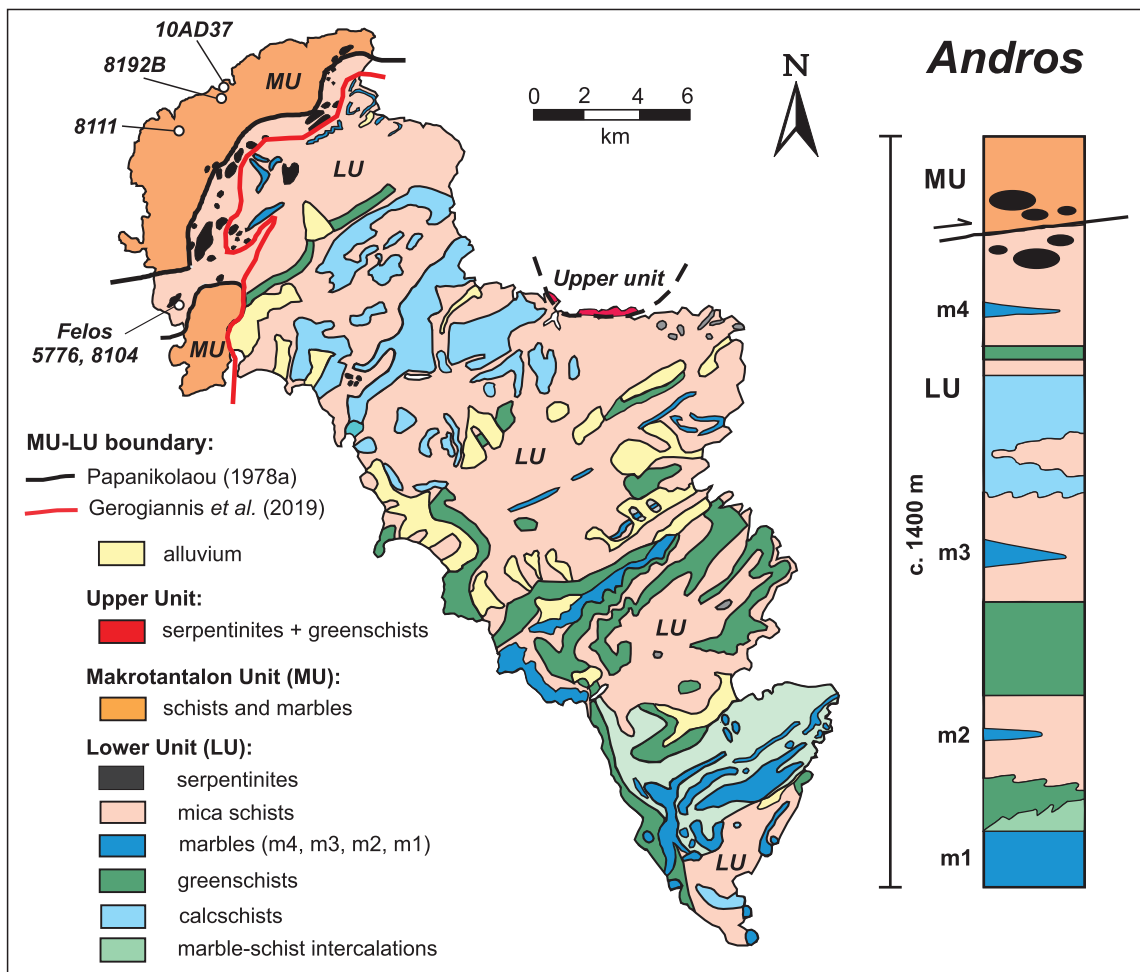 10AD37
8192B
8111
MU
MU
LU
Felos
5776, 8104
0 2 4 6
km
N
Upper unit
LU
LU
LU
MU-LU boundary:
Papanikolaou (1978a)
Gerogiannis et al. (2019)
alluvium
Upper Unit:
serpentinites + greenschists
Makrotantalon Unit (MU):
schists and marbles
Lower Unit (LU):
serpentinites
mica schists
marbles (m4, m3, m2, m1)
greenschists
calcschists
marble-schist intercalations
Andros
MU
m4
LU
c. 1400 m
m3
m2
m1